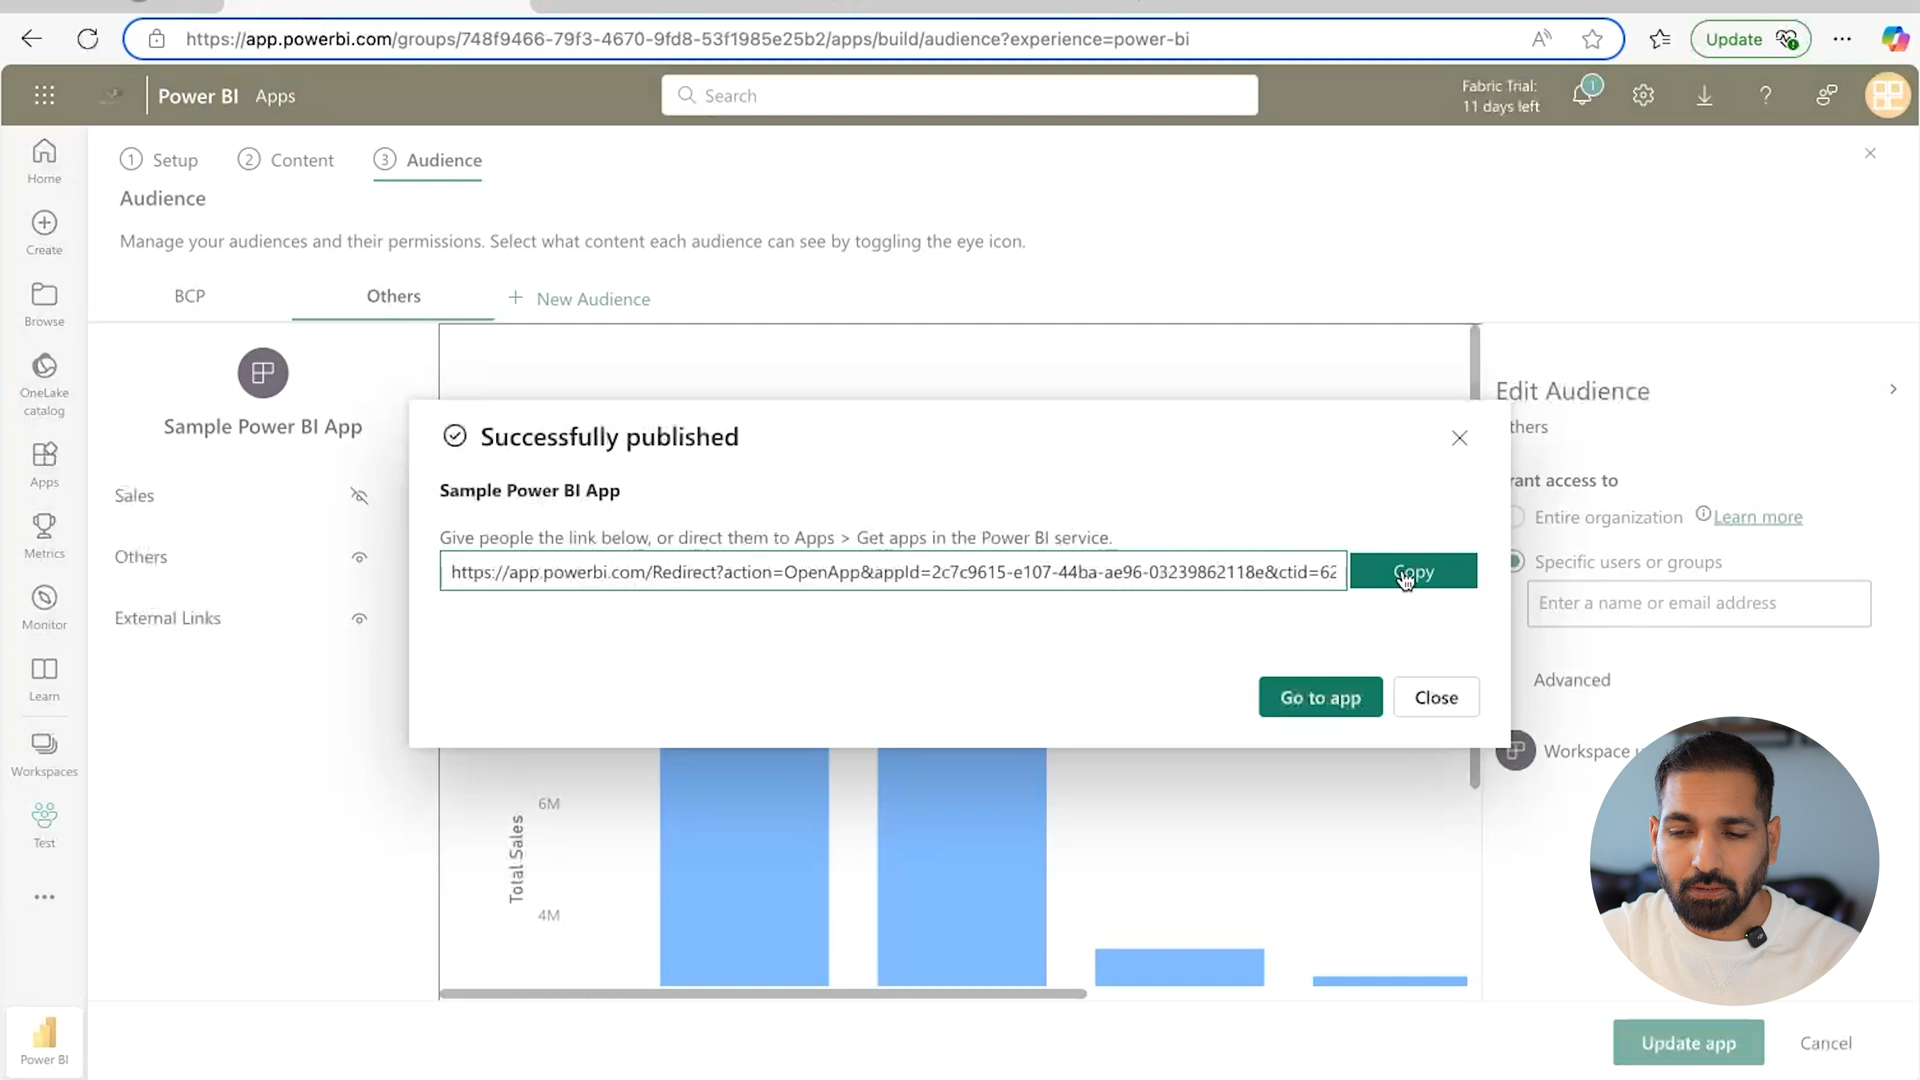 https://app.powerbi.com/groups/748f9466-79f3-4670-9fd8-53f1985e25b2/apps/build/audience?experience=power-bi
Update
Power BI Apps
Search
Fabric Trial:
11 days left
1
Home
Create
Browse
OneLake
catalog
Apps
Metrics
Monitor
Learn
Workspaces
Test
Power BI
1 Setup
2 Content
3 Audience
Audience
Manage your audiences and their permissions. Select what content each audience can see by toggling the eye icon.
BCP
Others
+ New Audience
Sample Power BI App
Sales
Others
External Links
Successfully published
Sample Power BI App
Give people the link below, or direct them to Apps > Get apps in the Power BI service.
https://app.powerbi.com/Redirect?action=OpenApp&appId=2c7c9615-e107-44ba-ae96-03239862118e&ctid=62
Copy
Go to app
Close
6M
4M
Total Sales
Edit Audience
thers
rant access to
Entire organization Learn more
Specific users or groups
Enter a name or email address
Advanced
Workspace
Update app
Cancel